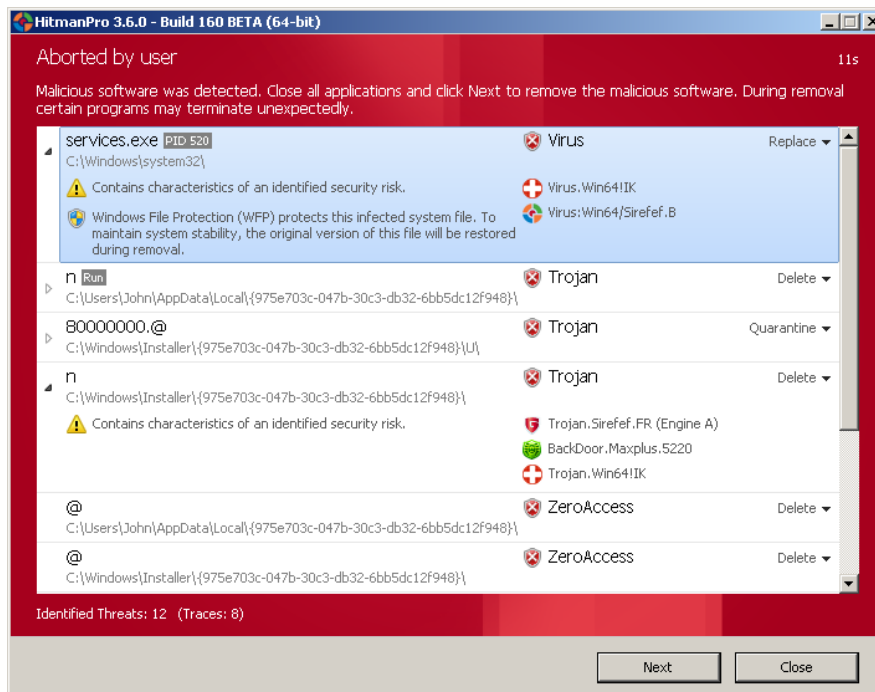 HitmanPro 3.6.0 - Build 160 BETA (64-bit)
Aborted by user
11s
Malicious software was detected. Close all applications and click Next to remove the malicious software. During removal
certain programs may terminate unexpectedly.
services.exe PID 520
Virus
Replace
C:\Windows\system32\
Contains characteristics of an identified security risk.
Virus.Win64!IK
Windows File Protection (WFP) protects this infected system file. To
maintain system stability, the original version of this file will be restored
during removal.
Virus:Win64/Sirefef.B
n Run
Trojan
Delete
C:\Users\John\AppData\Local\{975e703c-047b-30c3-db32-6bb5dc12f948}\
80000000.@
Trojan
Quarantine
C:\Windows\Installer\{975e703c-047b-30c3-db32-6bb5dc12f948}\U\
n
Trojan
Delete
C:\Windows\Installer\{975e703c-047b-30c3-db32-6bb5dc12f948}\
Contains characteristics of an identified security risk.
Trojan.Sirefef.FR (Engine A)
BackDoor.Maxplus.5220
Trojan.Win64!IK
@
ZeroAccess
Delete
C:\Users\John\AppData\Local\{975e703c-047b-30c3-db32-6bb5dc12f948}\
@
ZeroAccess
Delete
C:\Windows\Installer\{975e703c-047b-30c3-db32-6bb5dc12f948}\
Identified Threats: 12 (Traces: 8)
Next
Close